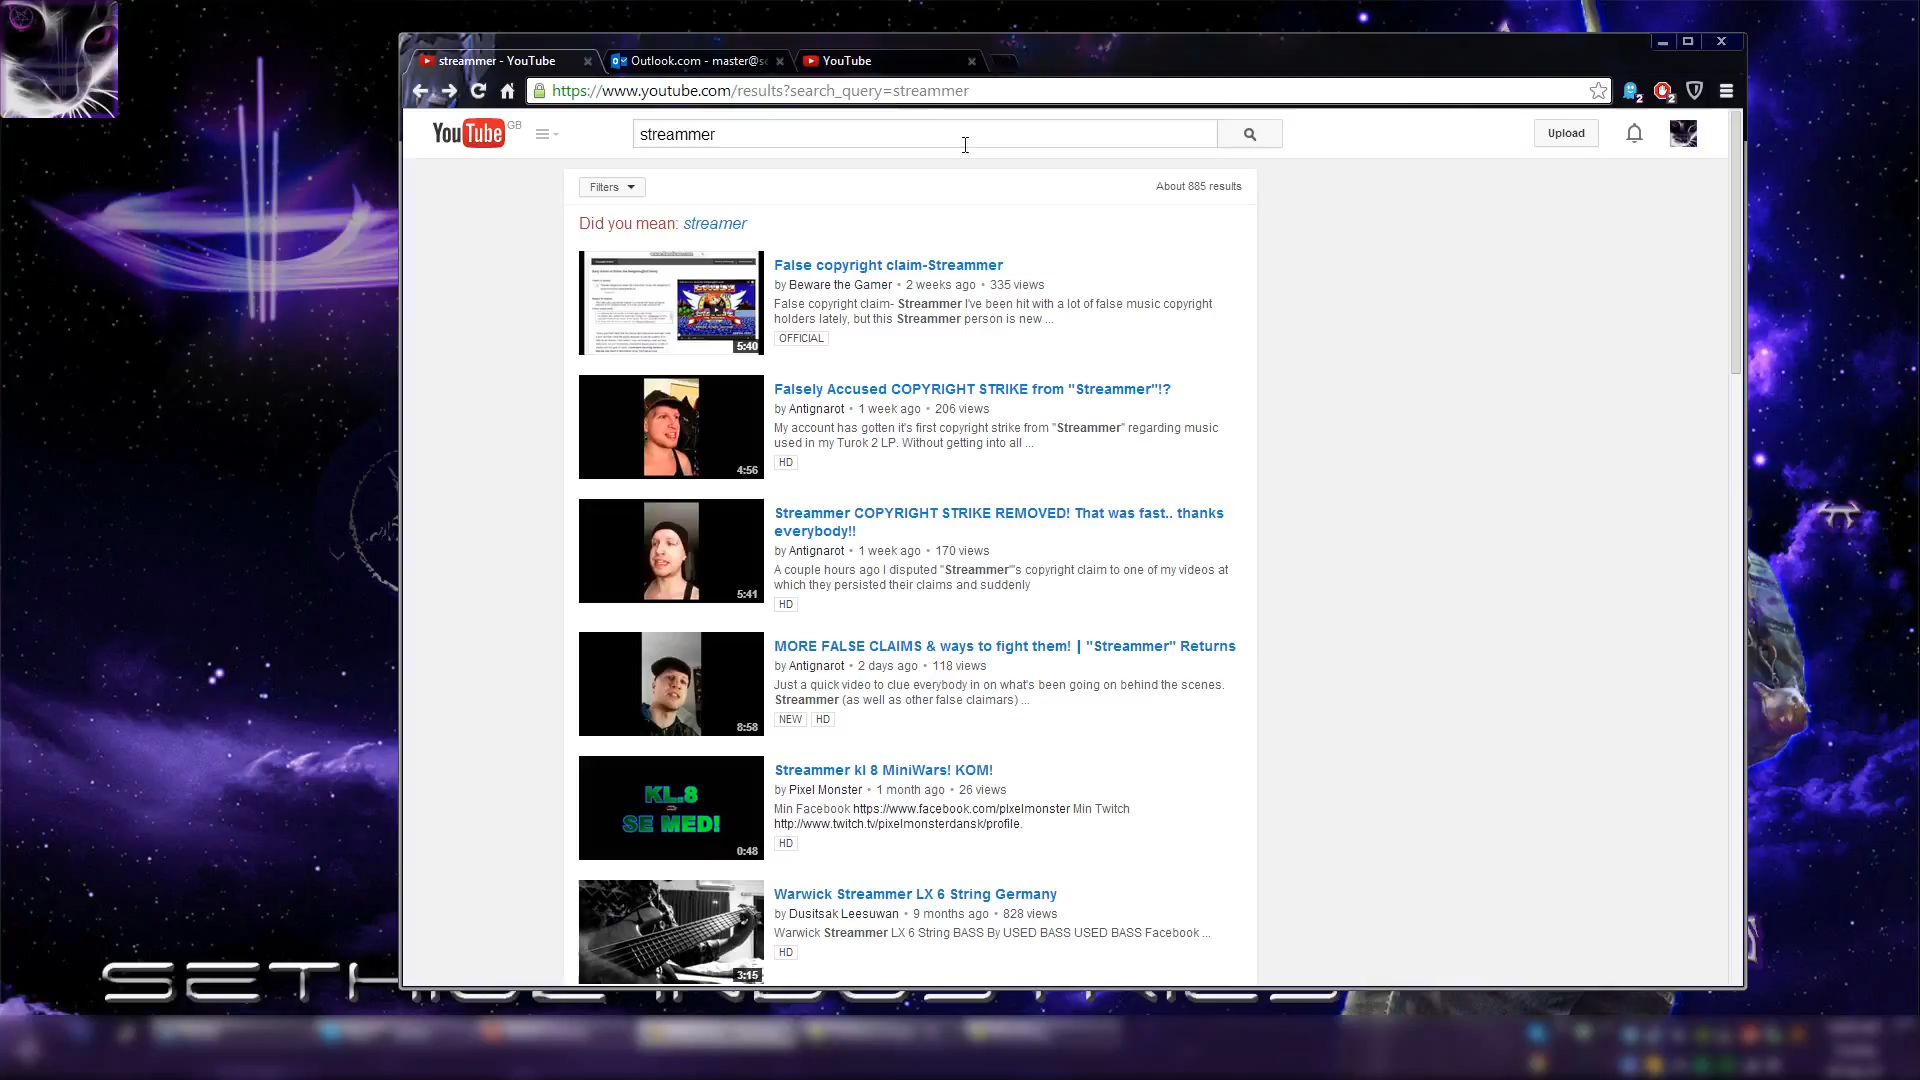 streammer - YouTube
Outlook.com - master@s
YouTube
https://www.youtube.com/results?search_query=streammer
2
2
YouTube GB
streammer
Upload
Filters
About 885 results
Did you mean: streamer
5:40
False copyright claim-Streammer
by Beware the Gamer • 2 weeks ago • 335 views
False copyright claim- Streammer I've been hit with a lot of false music copyright
holders lately, but this Streammer person is new ...
OFFICIAL
4:56
Falsely Accused COPYRIGHT STRIKE from "Streammer"!?
by Antignarot • 1 week ago • 206 views
My account has gotten it's first copyright strike from "Streammer" regarding music
used in my Turok 2 LP. Without getting into all ...
HD
5:41
Streammer COPYRIGHT STRIKE REMOVED! That was fast.. thanks
everybody!!
by Antignarot • 1 week ago • 170 views
A couple hours ago I disputed "Streammer"'s copyright claim to one of my videos at
which they persisted their claims and suddenly
HD
8:58
MORE FALSE CLAIMS & ways to fight them! | "Streammer" Returns
by Antignarot • 2 days ago • 118 views
Just a quick video to clue everybody in on what's been going on behind the scenes.
Streammer (as well as other false claimars) ...
NEW HD
KL.8
SE MED!
0:48
Streammer kl 8 MiniWars! KOM!
by Pixel Monster • 1 month ago • 26 views
Min Facebook https://www.facebook.com/pIxelmonster Min Twitch
http://www.twitch.tv/pixelmonsterdansk/profile.
HD
3:15
Warwick Streammer LX 6 String Germany
by Dusitsak Leesuwan • 9 months ago • 828 views
Warwick Streammer LX 6 String BASS By USED BASS USED BASS Facebook ...
HD